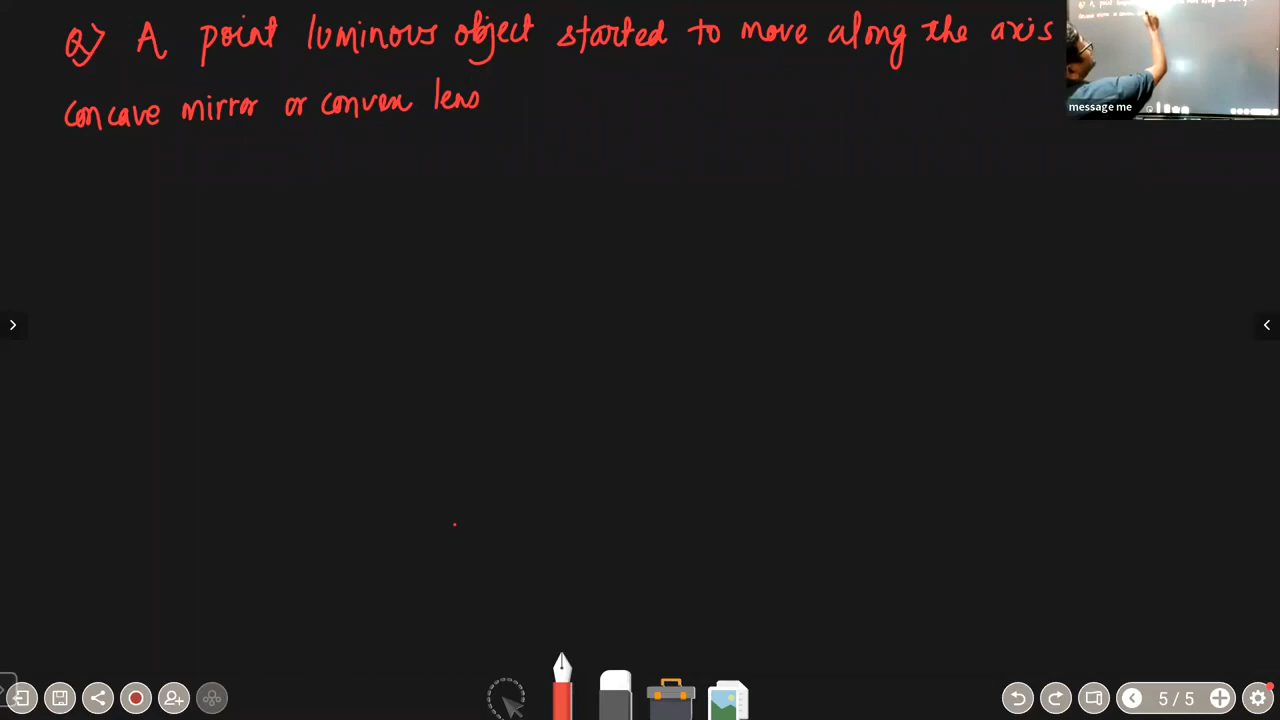 Q) A point luminous object started to move along the axis
concave mirror or convex lens
message me
5/5